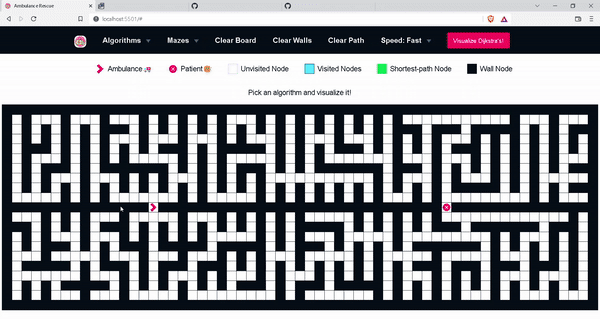 Ambulance Rescue
localhost:5501/#
Algorithms Mazes Clear Board Clear Walls Clear Path Speed: Fast Visualize Dijkstra's!
Ambulance Patient Unvisited Node Visited Nodes Shortest-path Node Wall Node
Pick an algorithm and visualize it!